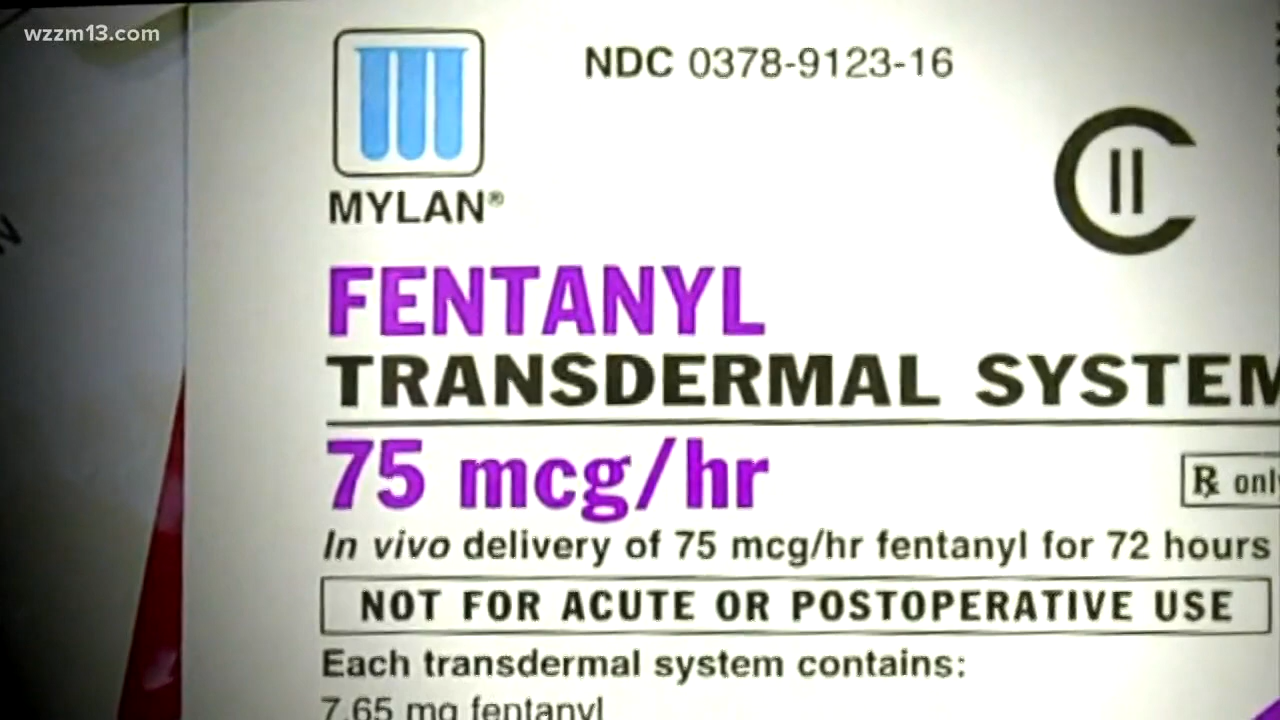 wzzm13.com
NDC 0378-9123-16
C II
MYLAN®
FENTANYL
TRANSDERMAL SYSTEM
75 mcg/hr
Rx only
In vivo delivery of 75 mcg/hr fentanyl for 72 hours
NOT FOR ACUTE OR POSTOPERATIVE USE
Each transdermal system contains:
7.65 mg fentanyl